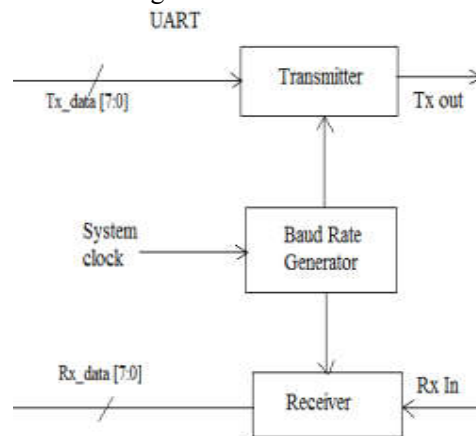 UART
Transmitter
Tx_data [7:0]
Tx out
System
clock
Baud Rate
Generator
Rx_data [7:0]
Rx In
Receiver